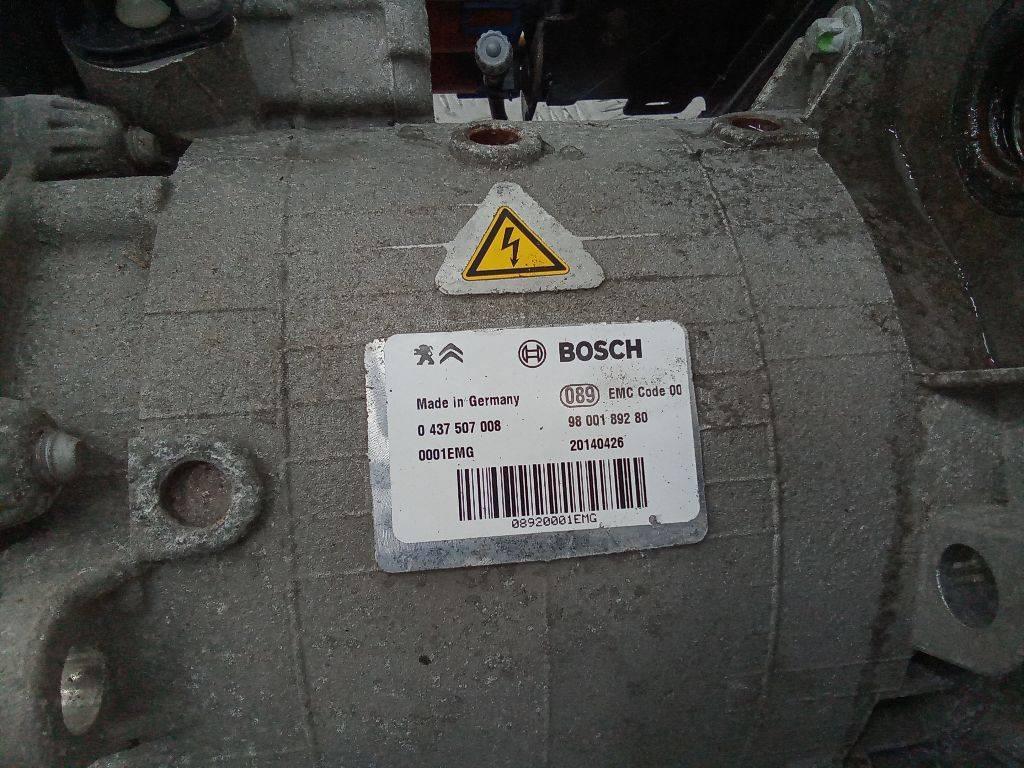 BOSCH
Made in Germany 089 EMC Code 00
0 437 507 008 98 001 892 80
0001EMG 20140426
08920001EMG